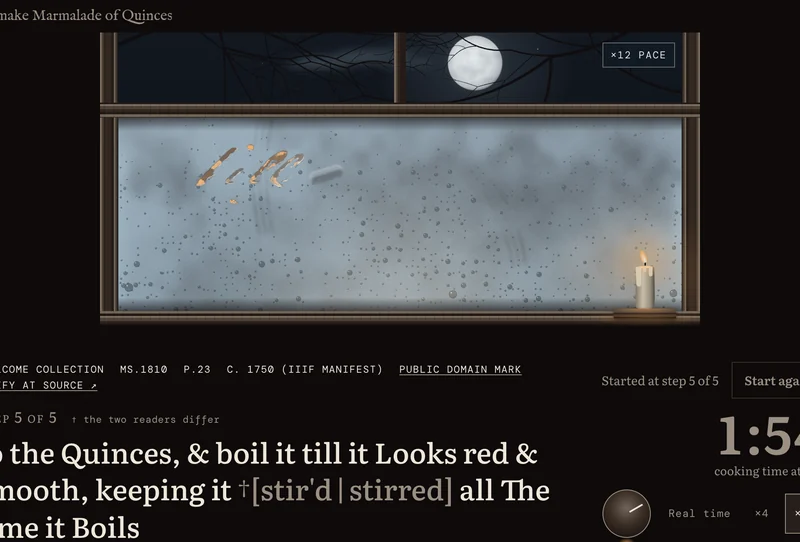 make Marmalade of Quinces
×12 PACE
COME COLLECTION MS.1810 P.23 C. 1750 (IIIF MANIFEST) PUBLIC DOMAIN MARK
IFY AT SOURCE ↗
Started at step 5 of 5
Start aga
EP 5 OF 5 ↑ the two readers differ
o the Quinces, & boil it till it Looks red &
mooth, keeping it †[stir'd | stirred] all The
me it Boils
1:54
cooking time at
Real time ×4 ×